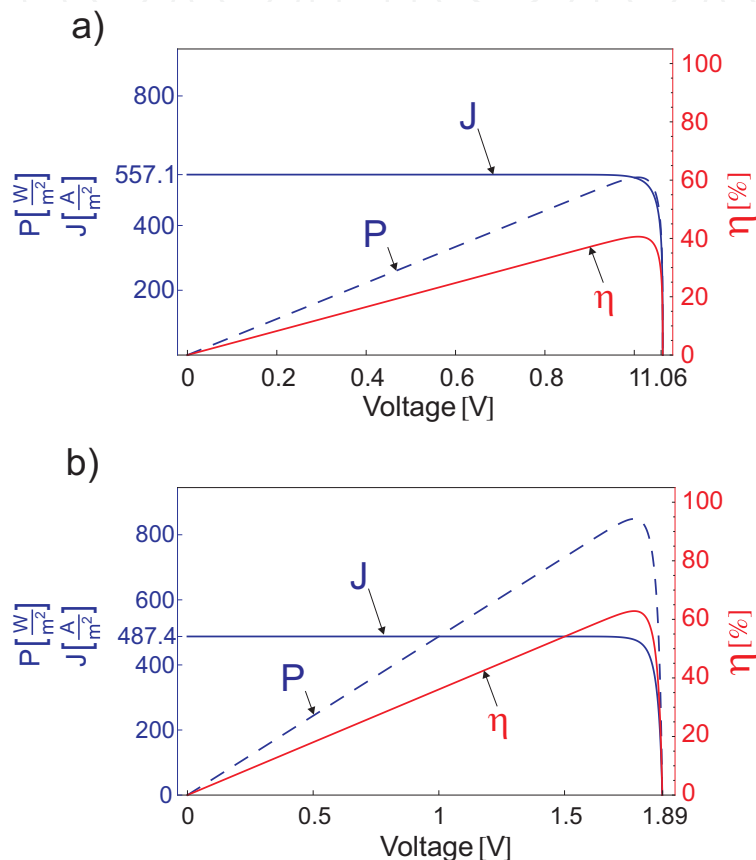 a)
P[W/m²]
J[A/m²]
800
557.1
400
200
J
P
η
100
80
60
40
20
0
η[%]
0 0.2 0.4 0.6 0.8 11.06
Voltage[V]
b)
P[W/m²]
J[A/m²]
800
600
487.4
400
200
0
J
P
η
100
80
60
40
20
0
η[%]
0 0.5 1 1.5 1.89
Voltage[V]